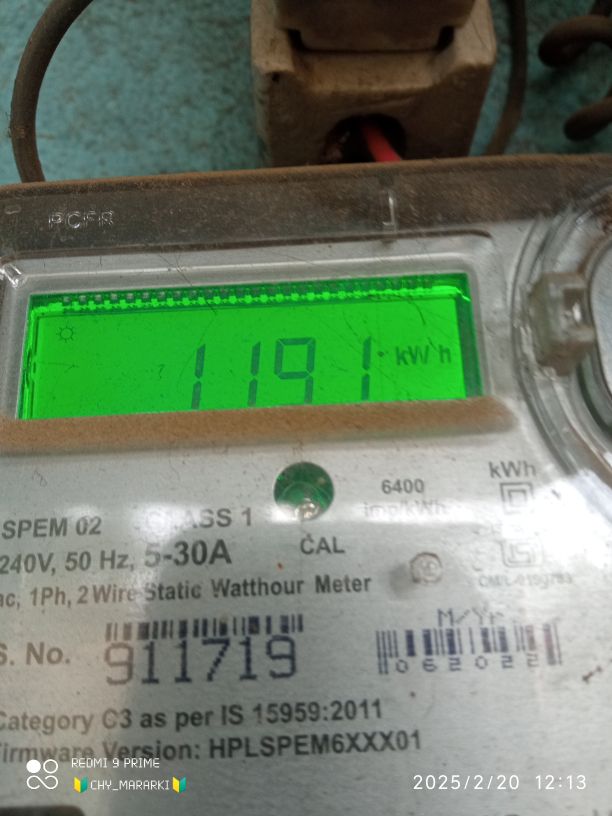 1191 kWh
6400
imp/kWh
kWh
SPEM 02 CLASS 1
240V, 50 Hz, 5-30A
CAL
ac, 1Ph, 2 Wire Static Watthour Meter
M/Yr
S. No. 911719
062022
Category C3 as per IS 15959:2011
Firmware Version: HPLSPEM6XXX01
REDMI 9 PRIME
CHY_MARARKI
2025/2/20 12:13